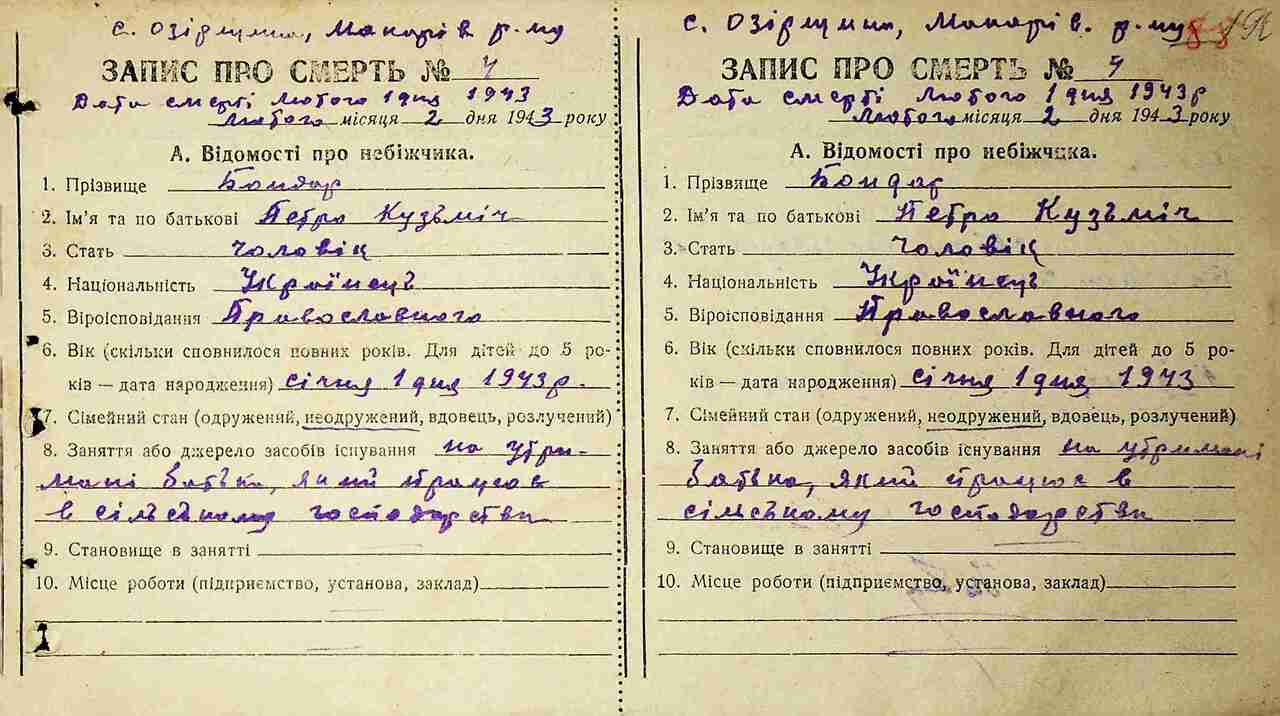 с. Озірщина, Макарів. р-ну
ЗАПИС ПРО СМЕРТЬ № 4
Дата смерті лютого 1 дня 1943
Лютого місяця 2 дня 1943 року
А. Відомості про небіжчика.
1. Прізвище Бондар
2. Ім'я та по батькові Петро Кузьміч
3. Стать чоловік
4. Національність Українець
5. Віроісповідання Православного
6. Вік (скільки сповнилося повних років. Для дітей до 5 ро-
ків — дата народження) січня 1 дня 1943 р.
7. Сімейний стан (одружений, неодружений, вдовець, розлучений)
8. Заняття або джерело засобів існування на утри-
мані батька, який працює
в сільському господарстви
9. Становище в занятті
10. Місце роботи (підприємство, установа, заклад)
с. Озірщина, Макарів. р-ну
ЗАПИС ПРО СМЕРТЬ № 4
Дата смерті лютого 1 дня 1943 р
Лютого місяця 2 дня 1943 року
А. Відомості про небіжчика.
1. Прізвище Бондар
2. Ім'я та по батькові Петро Кузьміч
3. Стать чоловік
4. Національність Українець
5. Віроісповідання Православного
6. Вік (скільки сповнилося повних років. Для дітей до 5 ро-
ків — дата народження) січня 1 дня 1943
7. Сімейний стан (одружений, неодружений, вдовець, розлучений)
8. Заняття або джерело засобів існування на утримані
батька, який працює в
сільському господарстви
9. Становище в занятті
10. Місце роботи (підприємство, установа, заклад)